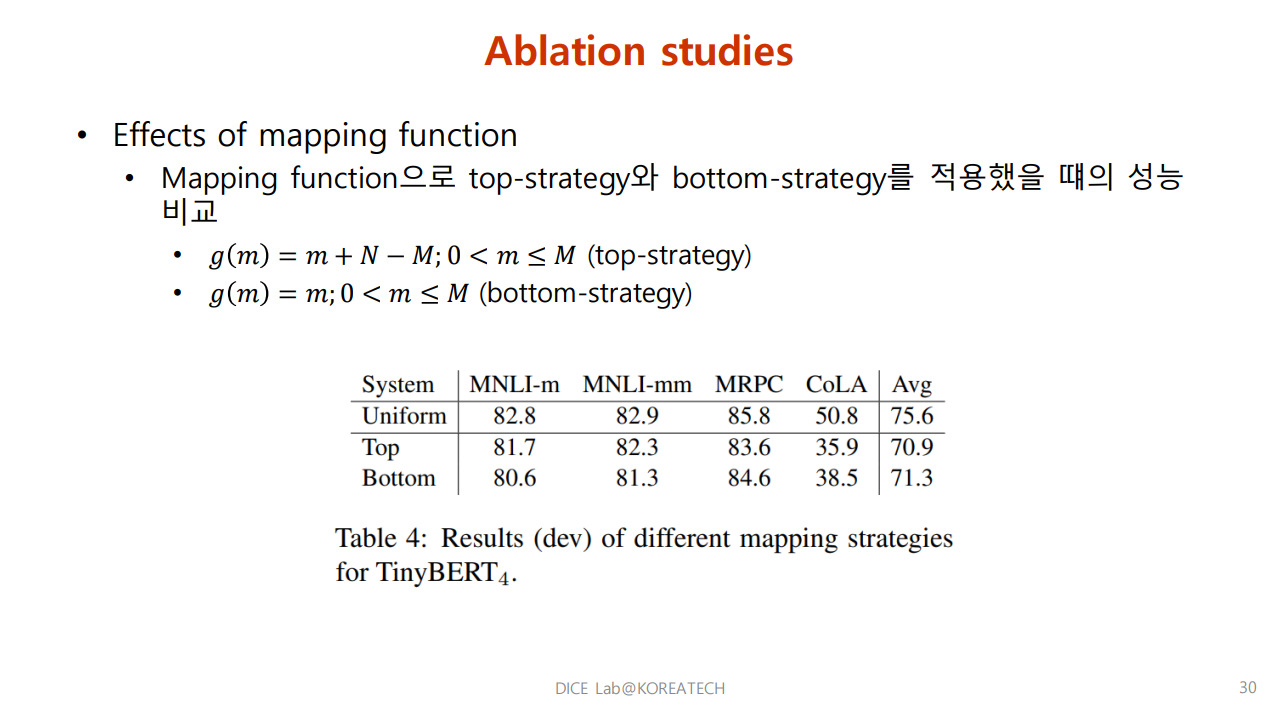 Ablation studies
• Effects of mapping function
• Mapping function으로 top-strategy와 bottom-strategy를 적용했을 떄의 성능
비교
• g(m) = m + N − M; 0 < m ≤ M (top-strategy)
• g(m) = m; 0 < m ≤ M (bottom-strategy)
System MNLI-m MNLI-mm MRPC CoLA Avg
Uniform 82.8 82.9 85.8 50.8 75.6
Top 81.7 82.3 83.6 35.9 70.9
Bottom 80.6 81.3 84.6 38.5 71.3
Table 4: Results (dev) of different mapping strategies
for TinyBERT₄.
DICE Lab@KOREATECH
30